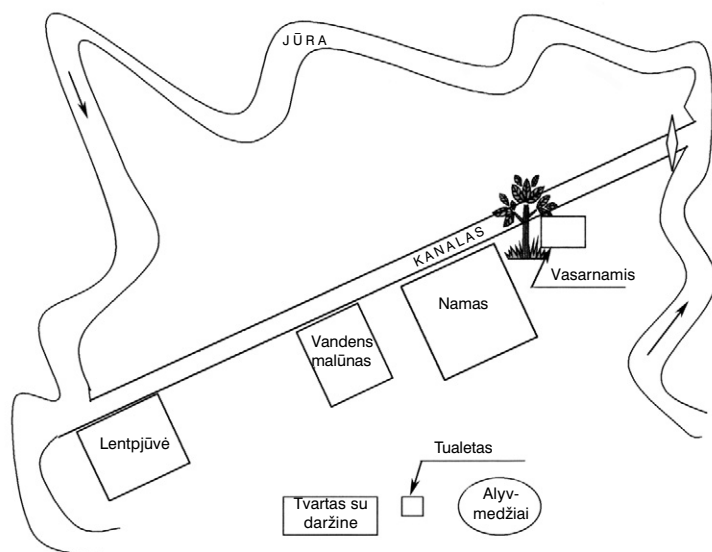 JŪRA
KANALAS
Vasarnamis
Namas
Vandens
malūnas
Lentpjūvė
Tualetas
Tvartas su
daržine
Alyv-
medžiai